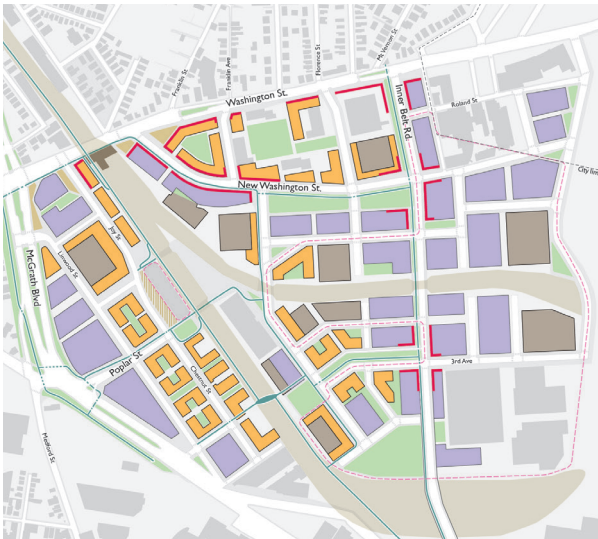 Mt Vernon St
Florence St
Franklin Ave
Franklin St
Washington St.
Inner Belt Rd.
Roland St
City lim
New Washington St.
Joy St
Linwood St
McGrath Blvd
3rd Ave
Poplar St
Chestnut St
Medford St